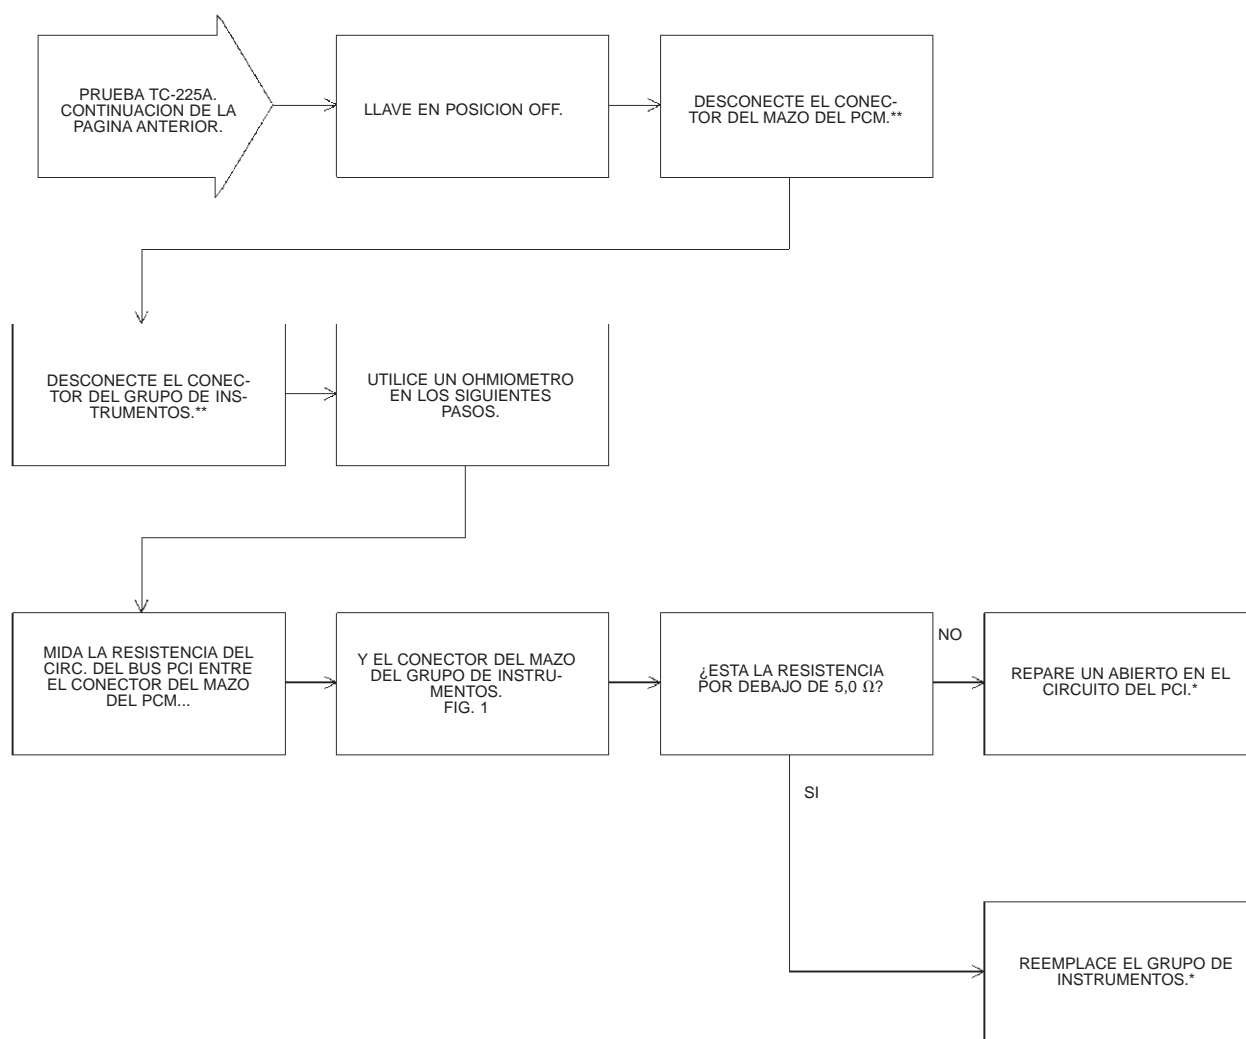 PRUEBA TC-225A.
CONTINUACION DE LA
PAGINA ANTERIOR.
LLAVE EN POSICION OFF.
DESCONECTE EL CONEC-
TOR DEL MAZO DEL PCM.**
DESCONECTE EL CONEC-
TOR DEL GRUPO DE INS-
TRUMENTOS.**
UTILICE UN OHMIOMETRO
EN LOS SIGUIENTES
PASOS.
MIDA LA RESISTENCIA DEL
CIRC. DEL BUS PCI ENTRE
EL CONECTOR DEL MAZO
DEL PCM...
Y EL CONECTOR DEL MAZO
DEL GRUPO DE INSTRU-
MENTOS.
FIG. 1
¿ESTA LA RESISTENCIA
POR DEBAJO DE 5,0 Ω?
NO
REPARE UN ABIERTO EN EL
CIRCUITO DEL PCI.*
SI
REEMPLACE EL GRUPO DE
INSTRUMENTOS.*